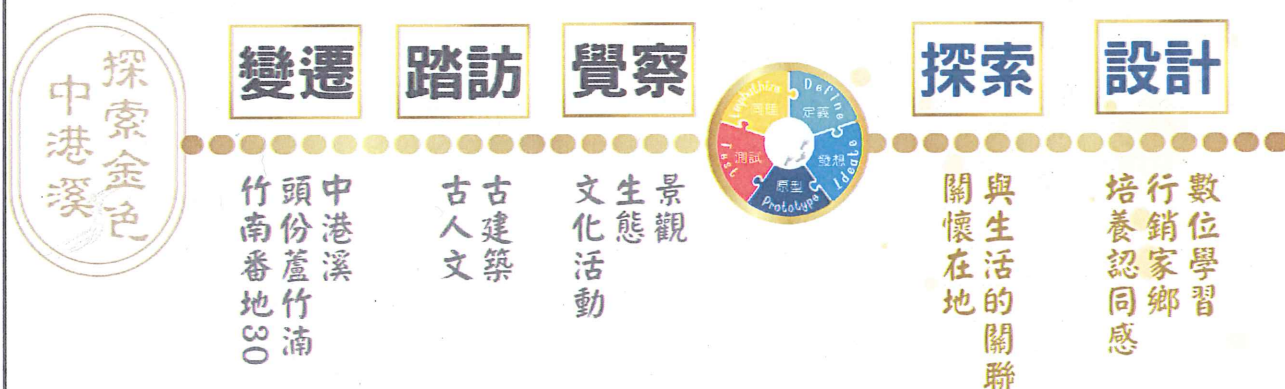 探索金色
中港溪
變遷
中港溪
頭份蘆竹湳
竹南番地30
踏訪
古建築
古人文
覺察
景觀
生態
文化活動
Define
定義
發想
Ideate
原型
Prototype
測試
Test
探索
與生活的關聯
關懷在地
設計
數位學習
行銷家鄉
培養認同感